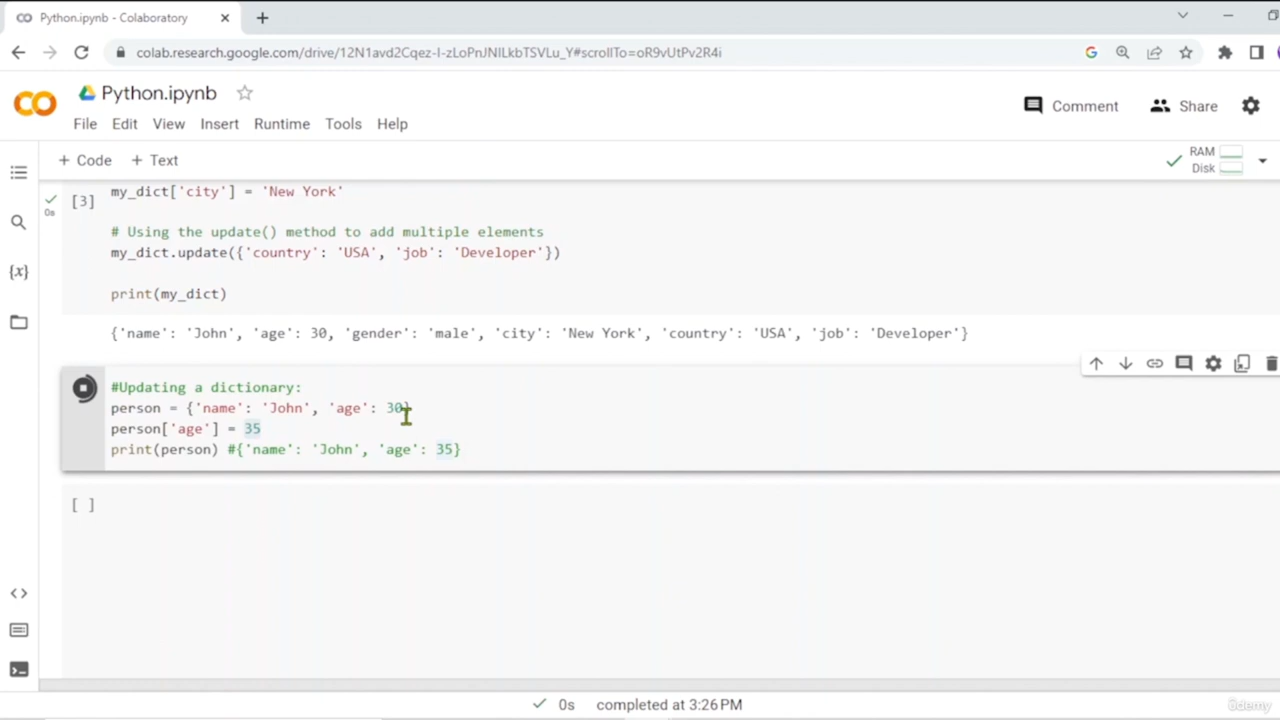 Python.ipynb - Colaboratory
colab.research.google.com/drive/12N1avd2Cqez-I-zLoPnJNlLkbTSVLu_Y#scrollTo=oR9vUtPv2R4i
Python.ipynb
File Edit View Insert Runtime Tools Help
Comment Share
+ Code + Text
RAM
Disk
my_dict['city'] = 'New York'
[3]
0s
# Using the update() method to add multiple elements
my_dict.update({'country': 'USA', 'job': 'Developer'})
print(my_dict)
{'name': 'John', 'age': 30, 'gender': 'male', 'city': 'New York', 'country': 'USA', 'job': 'Developer'}
#Updating a dictionary:
person = {'name': 'John', 'age': 30}
person['age'] = 35
print(person) #{'name': 'John', 'age': 35}
[ ]
0s completed at 3:26 PM
ûdemy